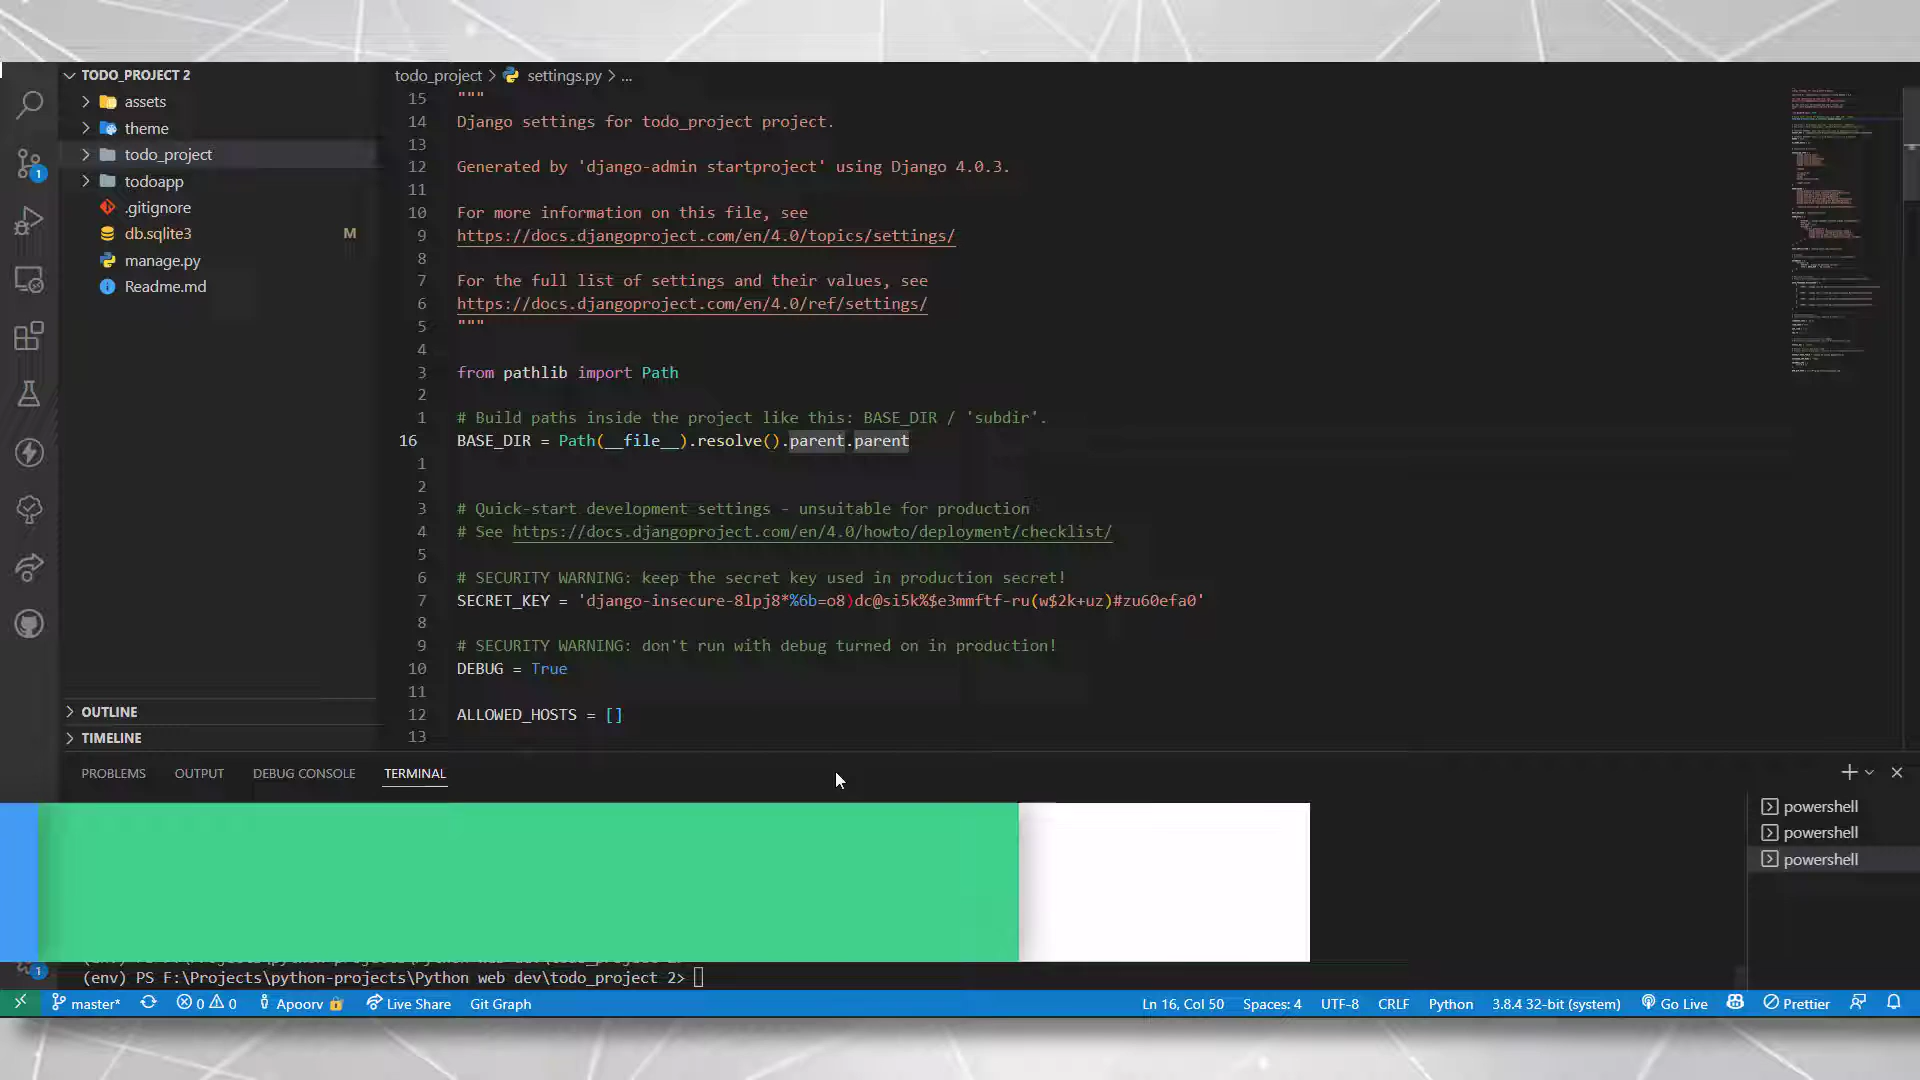 TODO_PROJECT 2
assets
theme
todo_project
todoapp
.gitignore
db.sqlite3 M
manage.py
Readme.md
OUTLINE
TIMELINE
1
todo_project > settings.py > ...
15 """
14 Django settings for todo_project project.
13
12 Generated by 'django-admin startproject' using Django 4.0.3.
11
10 For more information on this file, see
9 https://docs.djangoproject.com/en/4.0/topics/settings/
8
7 For the full list of settings and their values, see
6 https://docs.djangoproject.com/en/4.0/ref/settings/
5 """
4
3 from pathlib import Path
2
1 # Build paths inside the project like this: BASE_DIR / 'subdir'.
16 BASE_DIR = Path(__file__).resolve().parent.parent
1
2
3 # Quick-start development settings - unsuitable for production
4 # See https://docs.djangoproject.com/en/4.0/howto/deployment/checklist/
5
6 # SECURITY WARNING: keep the secret key used in production secret!
7 SECRET_KEY = 'django-insecure-8lpj8*%6b=o8)dc@si5k%$e3mmftf-ru(w$2k+uz)#zu60efa0'
8
9 # SECURITY WARNING: don't run with debug turned on in production!
10 DEBUG = True
11
12 ALLOWED_HOSTS = []
13
PROBLEMS OUTPUT DEBUG CONSOLE TERMINAL
powershell
powershell
powershell
1
(env) PS F:\Projects\python-projects\Python web dev\todo_project 2>
master* 0 0 Apoorv Live Share Git Graph Ln 16, Col 50 Spaces: 4 UTF-8 CRLF Python 3.8.4 32-bit (system) Go Live Prettier